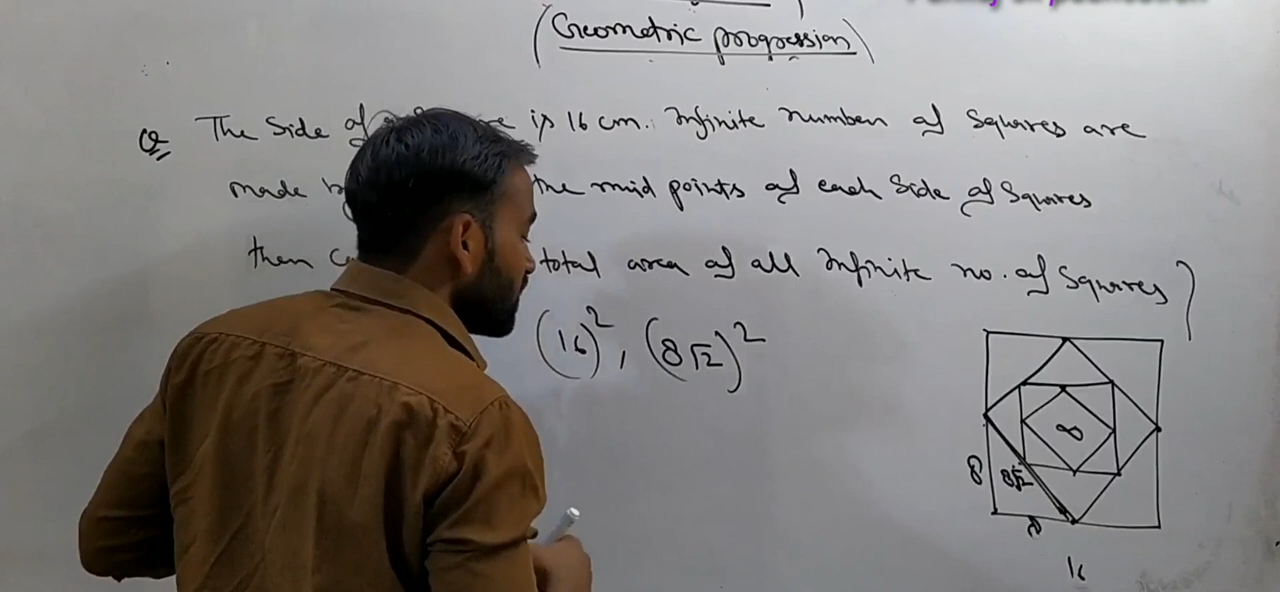 (Geometric progression)
Q The Side of is 16 cm. Infinite number of Squares are
made the mid points of each Side of Squares
then total area of all Infinite no. of Squares ?
(16)², (8√2)²
∞
8 8√2
8
16